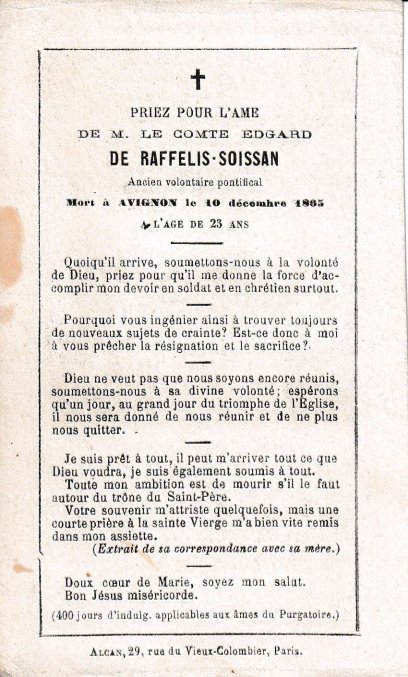 PRIEZ POUR L'AME
DE M. LE COMTE EDGARD
DE RAFFELIS-SOISSAN
Ancien volontaire pontifical
Mort à AVIGNON le 10 décembre 1865
A L'AGE DE 23 ANS
Quoiqu'il arrive, soumettons-nous à la volonté
de Dieu, priez pour qu'il me donne la force d'ac-
complir mon devoir en soldat et en chrétien surtout.
Pourquoi vous ingénier ainsi à trouver toujours
de nouveaux sujets de crainte? Est-ce donc à moi
à vous prêcher la résignation et le sacrifice?
Dieu ne veut pas que nous soyons encore réunis,
soumettons-nous à sa divine volonté; espérons
qu'un jour, au grand jour du triomphe de l'Église,
il nous sera donné de nous réunir et de ne plus
nous quitter.
Je suis prêt à tout, il peut m'arriver tout ce que
Dieu voudra, je suis également soumis à tout.
Toute mon ambition est de mourir s'il le faut
autour du trône du Saint-Père.
Votre souvenir m'attriste quelquefois, mais une
courte prière à la sainte Vierge m'a bien vite remis
dans mon assiette.
(Extrait de sa correspondance avec sa mère.)
Doux cœur de Marie, soyez mon salut.
Bon Jésus miséricorde.
(400 jours d'indulg. applicables aux âmes du Purgatoire.)
ALCAN, 29, rue du Vieux-Colombier, Paris.